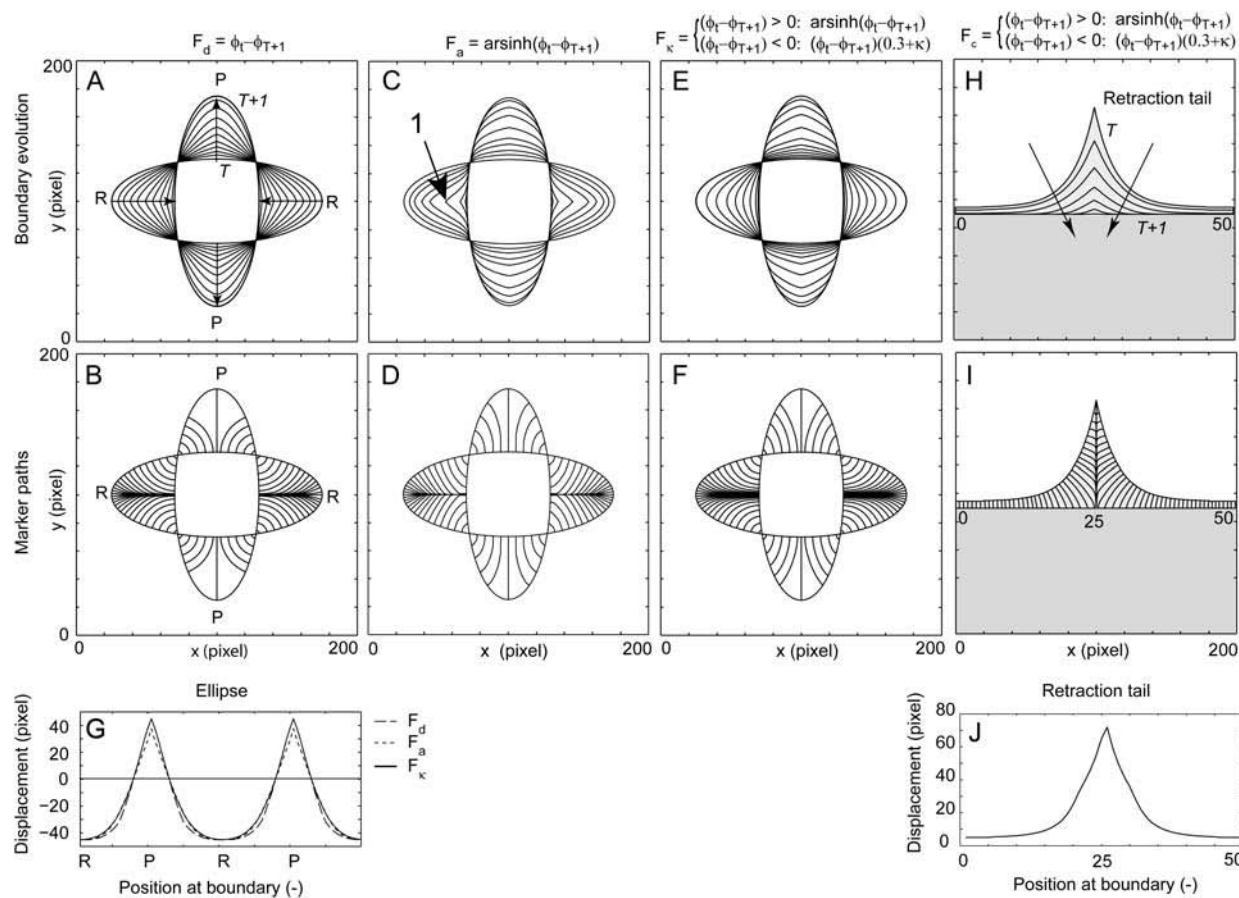 F_d = ϕ_t−ϕ_T+1
F_a = arsinh(ϕ_t−ϕ_T+1)
F_κ = { (ϕ_t−ϕ_T+1) > 0: arsinh(ϕ_t−ϕ_T+1)
(ϕ_t−ϕ_T+1) < 0: (ϕ_t−ϕ_T+1)(0.3+κ)
F_c = { (ϕ_t−ϕ_T+1) > 0: arsinh(ϕ_t−ϕ_T+1)
(ϕ_t−ϕ_T+1) < 0: (ϕ_t−ϕ_T+1)(0.3+κ)
Boundary evolution
y (pixel)
200
0
A
P
T+1
T
R
R
P
C
1
E
H
Retraction tail
T
0
50
T+1
Marker paths
y (pixel)
200
0
B
P
R
R
P
0
x (pixel)
200
D
x (pixel)
200
F
x (pixel)
200
I
0
25
50
x (pixel)
200
Ellipse
Displacement (pixel)
G
40
20
0
−20
−40
R
P
R
P
Position at boundary (-)
F_d
F_a
F_κ
Retraction tail
Displacement (pixel)
J
80
60
40
20
0
0
25
50
Position at boundary (-)